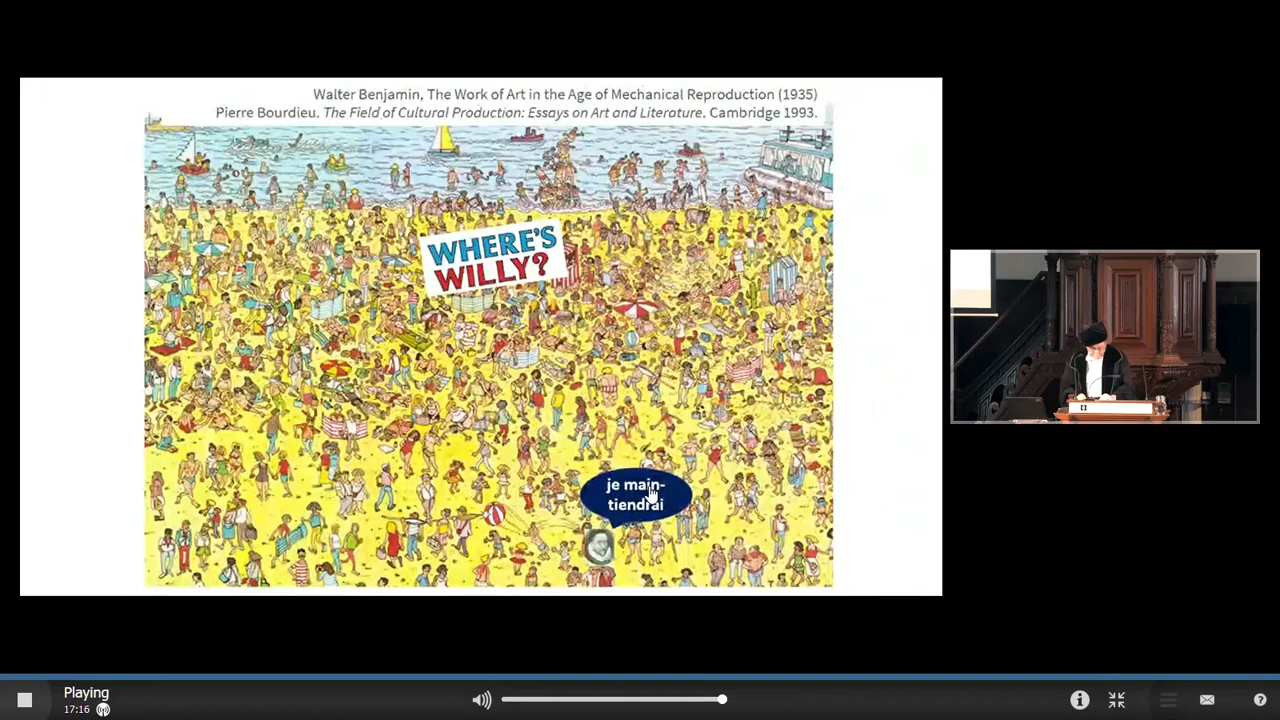 Walter Benjamin, The Work of Art in the Age of Mechanical Reproduction (1935)
Pierre Bourdieu. The Field of Cultural Production: Essays on Art and Literature. Cambridge 1993.
WHERE'S
WILLY?
je main-
tiendrai
Playing
17:16